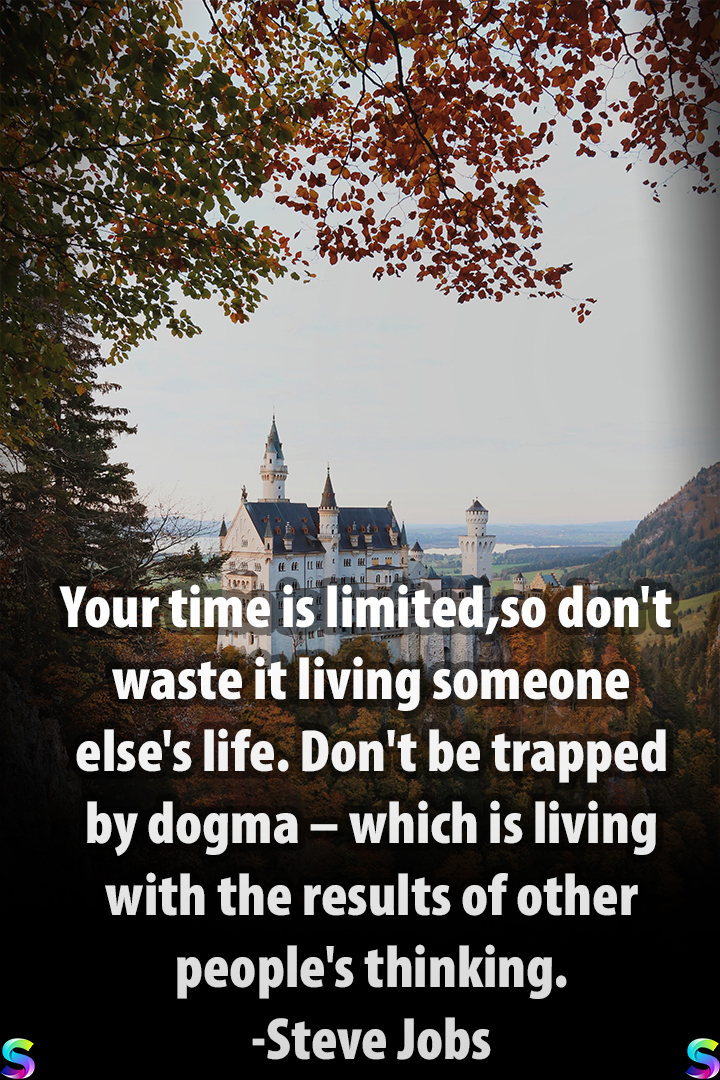 Your time is limited,so don't
waste it living someone
else's life. Don't be trapped
by dogma – which is living
with the results of other
people's thinking.
-Steve Jobs